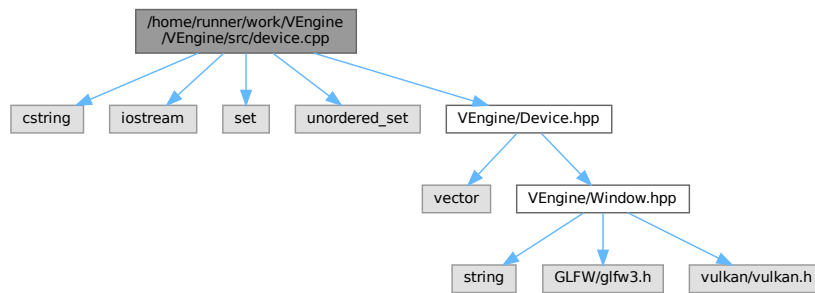 /home/runner/work/VEngine
/VEngine/src/device.cpp
cstring
iostream
set
unordered_set
VEngine/Device.hpp
vector
VEngine/Window.hpp
string
GLFW/glfw3.h
vulkan/vulkan.h